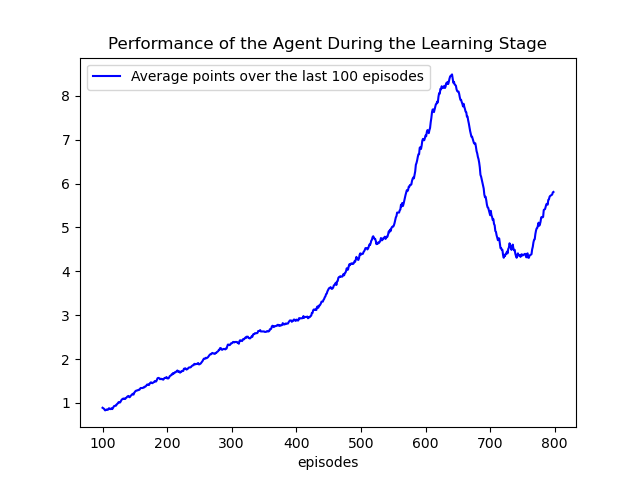 Performance of the Agent During the Learning Stage
Average points over the last 100 episodes
8
7
6
5
4
3
2
1
100 200 300 400 500 600 700 800
episodes